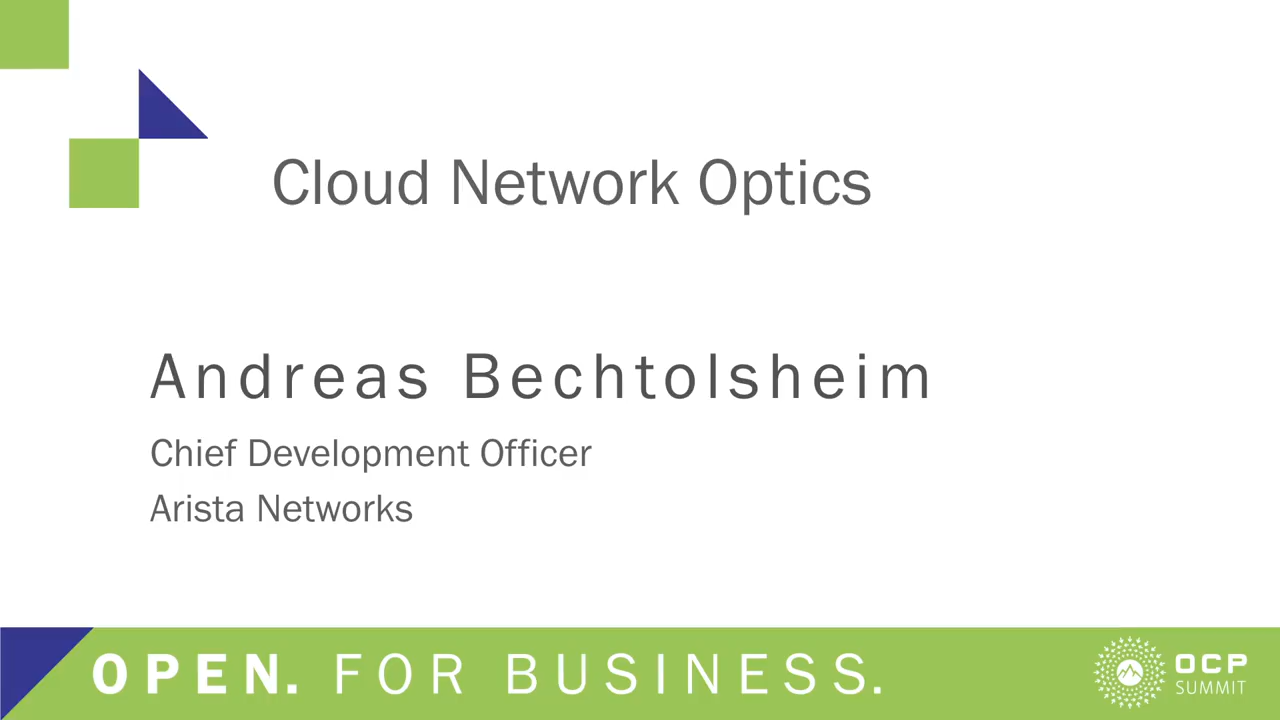 Cloud Network Optics
Andreas Bechtolsheim
Chief Development Officer
Arista Networks
OPEN. FOR BUSINESS.
OCP
SUMMIT